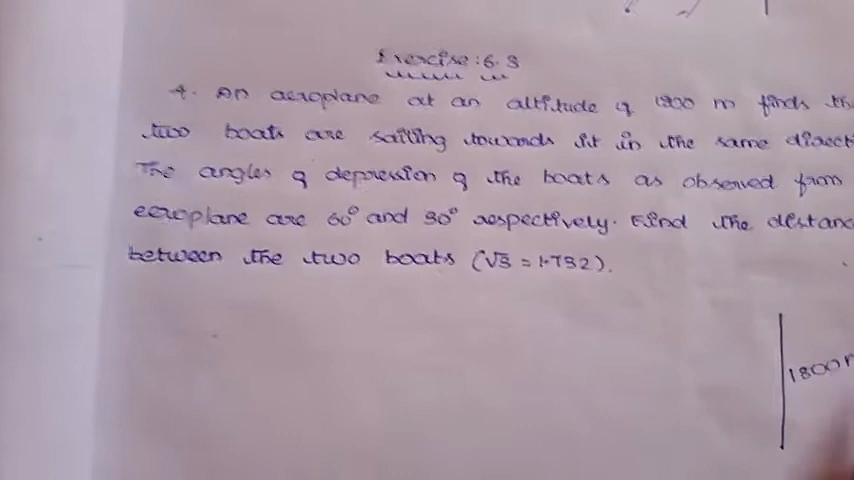 Exercise: 6.3
4. An aeroplane at an altitude of 1800 m finds
two boats are sailing towards it in the same direct
The angles of depression of the boats as observed from
aeroplane are 60° and 30° respectively. Find the distanc
between the two boats (√3 = 1.732).
1800